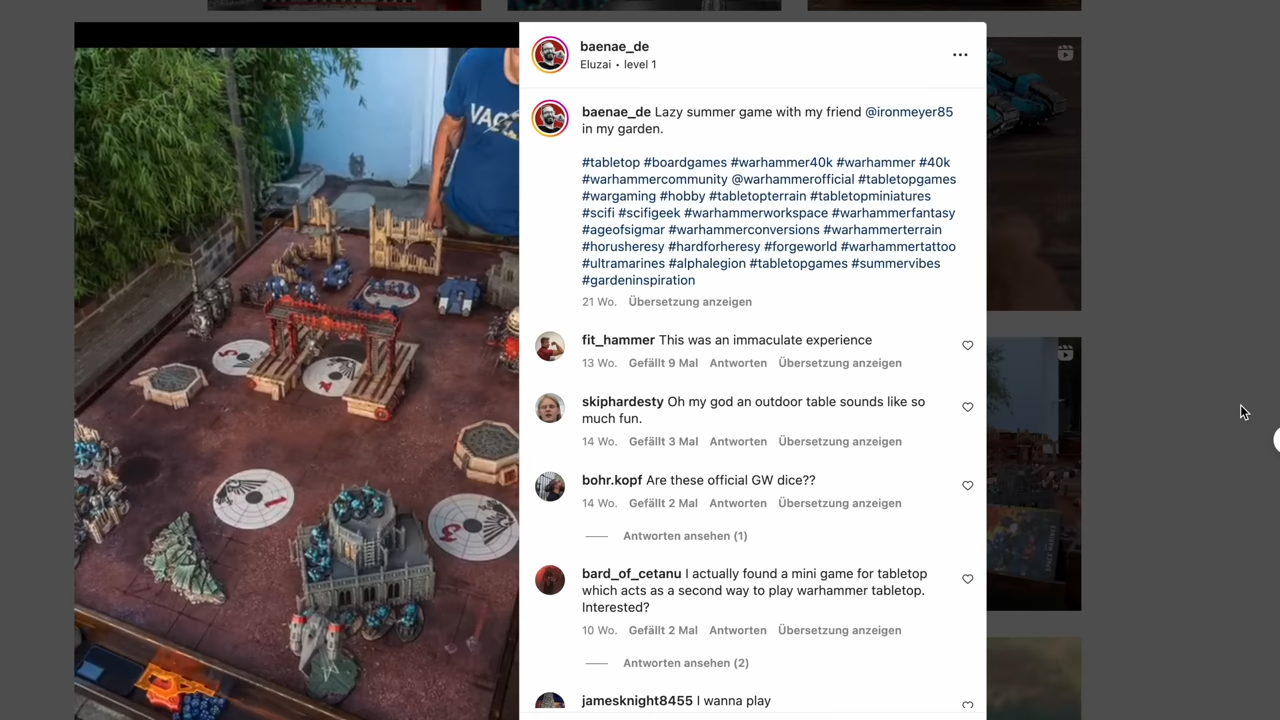 baenae_de
Eluzai • level 1
baenae_de Lazy summer game with my friend @ironmeyer85
in my garden.
#tabletop #boardgames #warhammer40k #warhammer #40k
#warhammercommunity @warhammerofficial #tabletopgames
#wargaming #hobby #tabletopterrain #tabletopminiatures
#scifi #scifigeek #warhammerworkspace #warhammerfantasy
#ageofsigmar #warhammerconversions #warhammerterrain
#horusheresy #hardforheresy #forgeworld #warhammertattoo
#ultramarines #alphalegion #tabletopgames #summervibes
#gardeninspiration
21 Wo. Übersetzung anzeigen
fit_hammer This was an immaculate experience
13 Wo. Gefällt 9 Mal Antworten Übersetzung anzeigen
skiphardesty Oh my god an outdoor table sounds like so
much fun.
14 Wo. Gefällt 3 Mal Antworten Übersetzung anzeigen
bohr.kopf Are these official GW dice??
14 Wo. Gefällt 2 Mal Antworten Übersetzung anzeigen
Antworten ansehen (1)
bard_of_cetanu I actually found a mini game for tabletop
which acts as a second way to play warhammer tabletop.
Interested?
10 Wo. Gefällt 2 Mal Antworten Übersetzung anzeigen
Antworten ansehen (2)
jamesknight8455 I wanna play
5
4
1
3